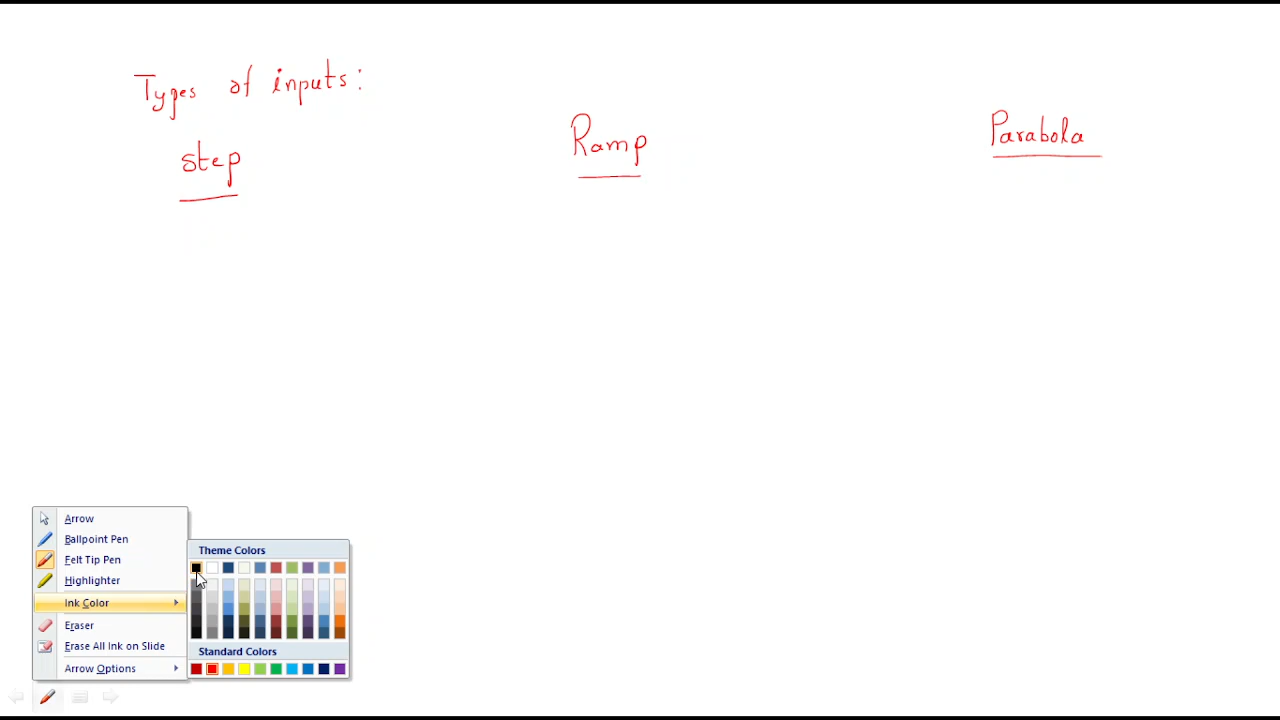 Types of inputs:
step
Ramp
Parabola
Arrow
Ballpoint Pen
Felt Tip Pen
Highlighter
Ink Color
Eraser
Erase All Ink on Slide
Arrow Options
Theme Colors
Standard Colors